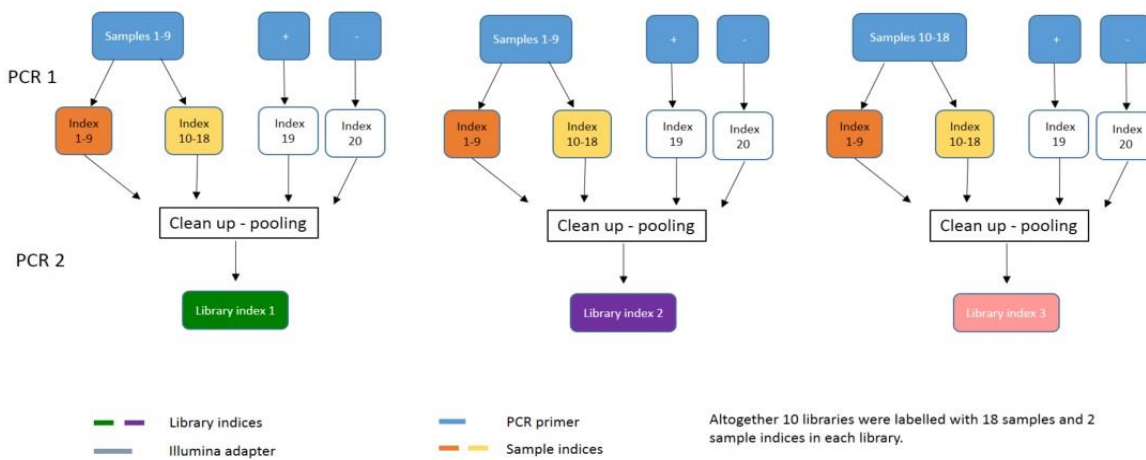 Samples 1-9
+
-
Samples 1-9
+
-
Samples 10-18
+
-
PCR 1
Index
1-9
Index
10-18
Index
19
Index
20
Index
1-9
Index
10-18
Index
19
Index
20
Index
1-9
Index
10-18
Index
19
Index
20
Clean up - pooling
Clean up - pooling
Clean up - pooling
PCR 2
Library index 1
Library index 2
Library index 3
Library indices
Illumina adapter
PCR primer
Sample indices
Altogether 10 libraries were labelled with 18 samples and 2
sample indices in each library.